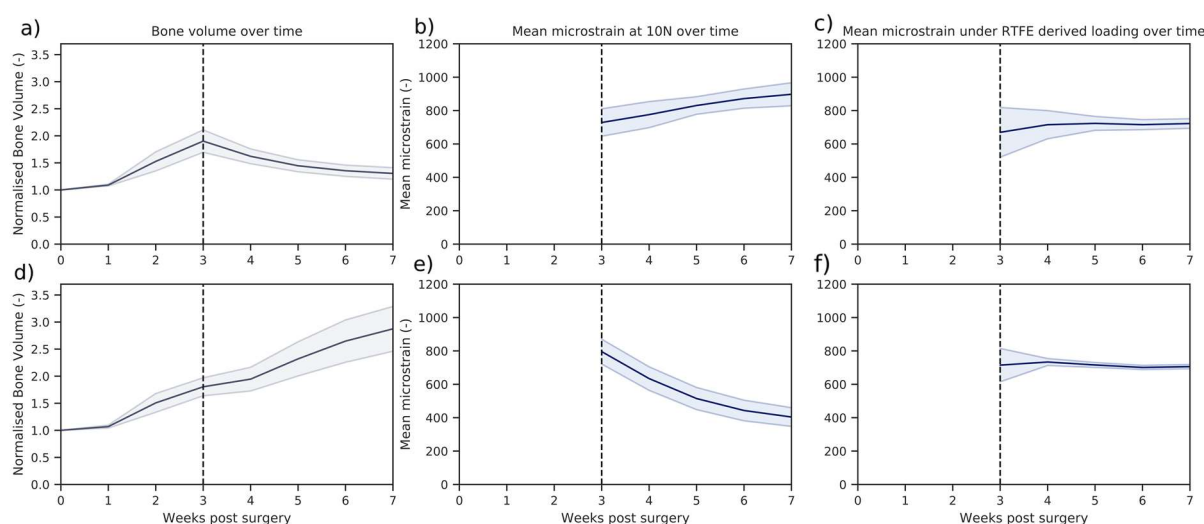 a)
Bone volume over time
Normalised Bone Volume (-)
3.5
3.0
2.5
2.0
1.5
1.0
0.5
0.0
0 1 2 3 4 5 6 7
b)
Mean microstrain at 10N over time
Mean microstrain (-)
1200
1000
800
600
400
200
0
0 1 2 3 4 5 6 7
c)
Mean microstrain under RTFE derived loading over time
1200
1000
800
600
400
200
0
0 1 2 3 4 5 6 7
d)
Normalised Bone Volume (-)
3.5
3.0
2.5
2.0
1.5
1.0
0.5
0.0
0 1 2 3 4 5 6 7
Weeks post surgery
e)
Mean microstrain (-)
1200
1000
800
600
400
200
0
0 1 2 3 4 5 6 7
Weeks post surgery
f)
1200
1000
800
600
400
200
0
0 1 2 3 4 5 6 7
Weeks post surgery